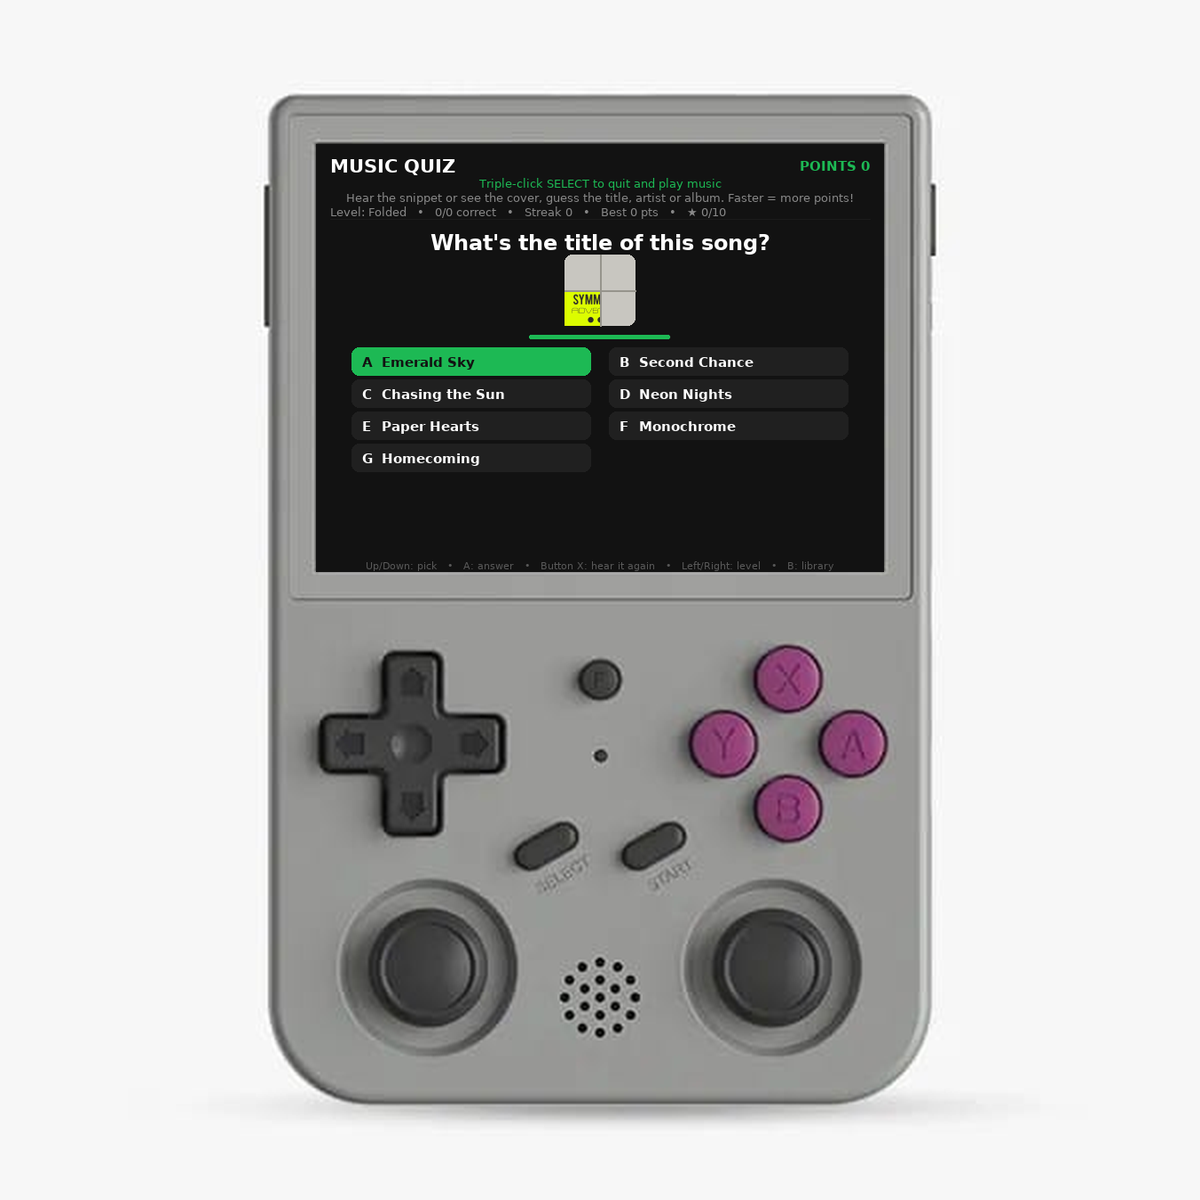 MUSIC QUIZ
POINTS 0
Triple-click SELECT to quit and play music
Hear the snippet or see the cover, guess the title, artist or album. Faster = more points!
Level: Folded • 0/0 correct • Streak 0 • Best 0 pts • ★ 0/10
What's the title of this song?
SYMM
A Emerald Sky
B Second Chance
C Chasing the Sun
D Neon Nights
E Paper Hearts
F Monochrome
G Homecoming
Up/Down: pick • A: answer • Button X: hear it again • Left/Right: level • B: library
F
X
Y
A
B
SELECT
START